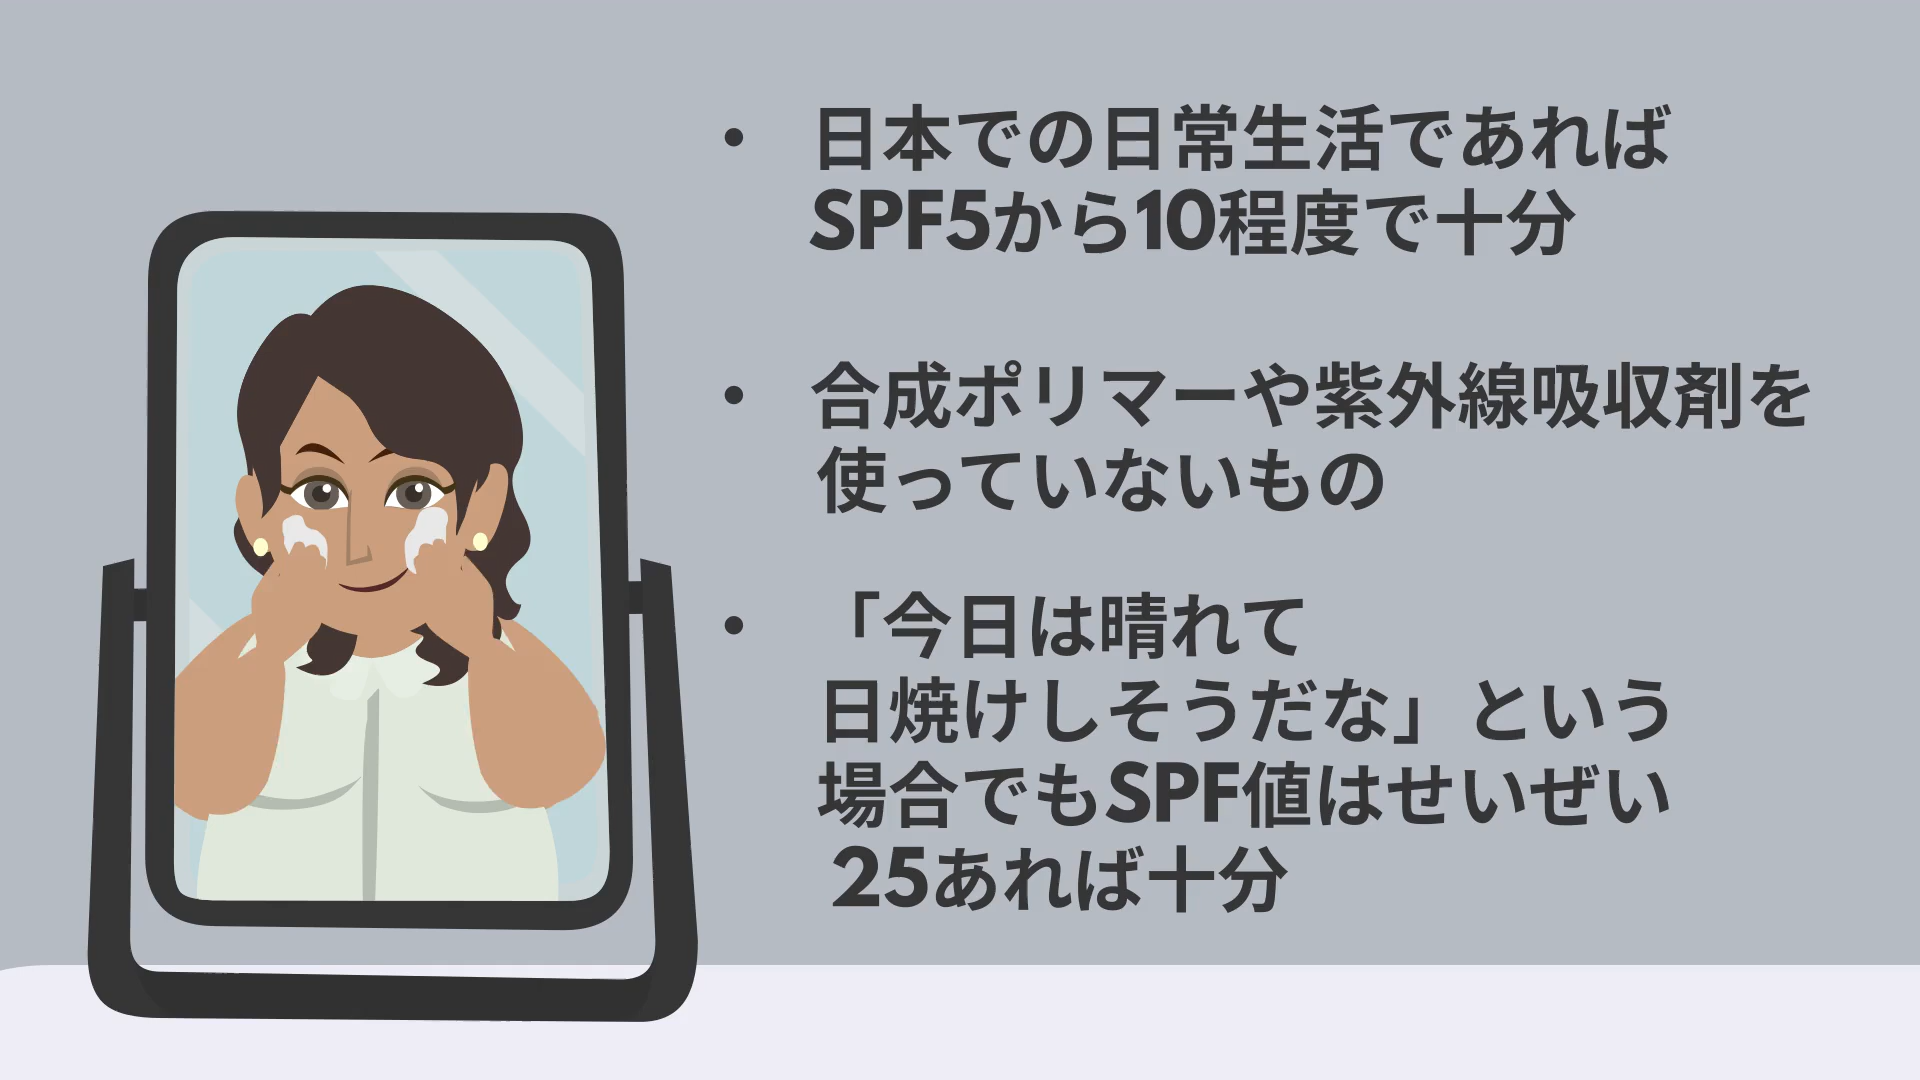 • 日本での日常生活であれば
SPF5から10程度で十分
• 合成ポリマーや紫外線吸収剤を
使っていないもの
• 「今日は晴れて
日焼けしそうだな」という
場合でもSPF値はせいぜい
25あれば十分